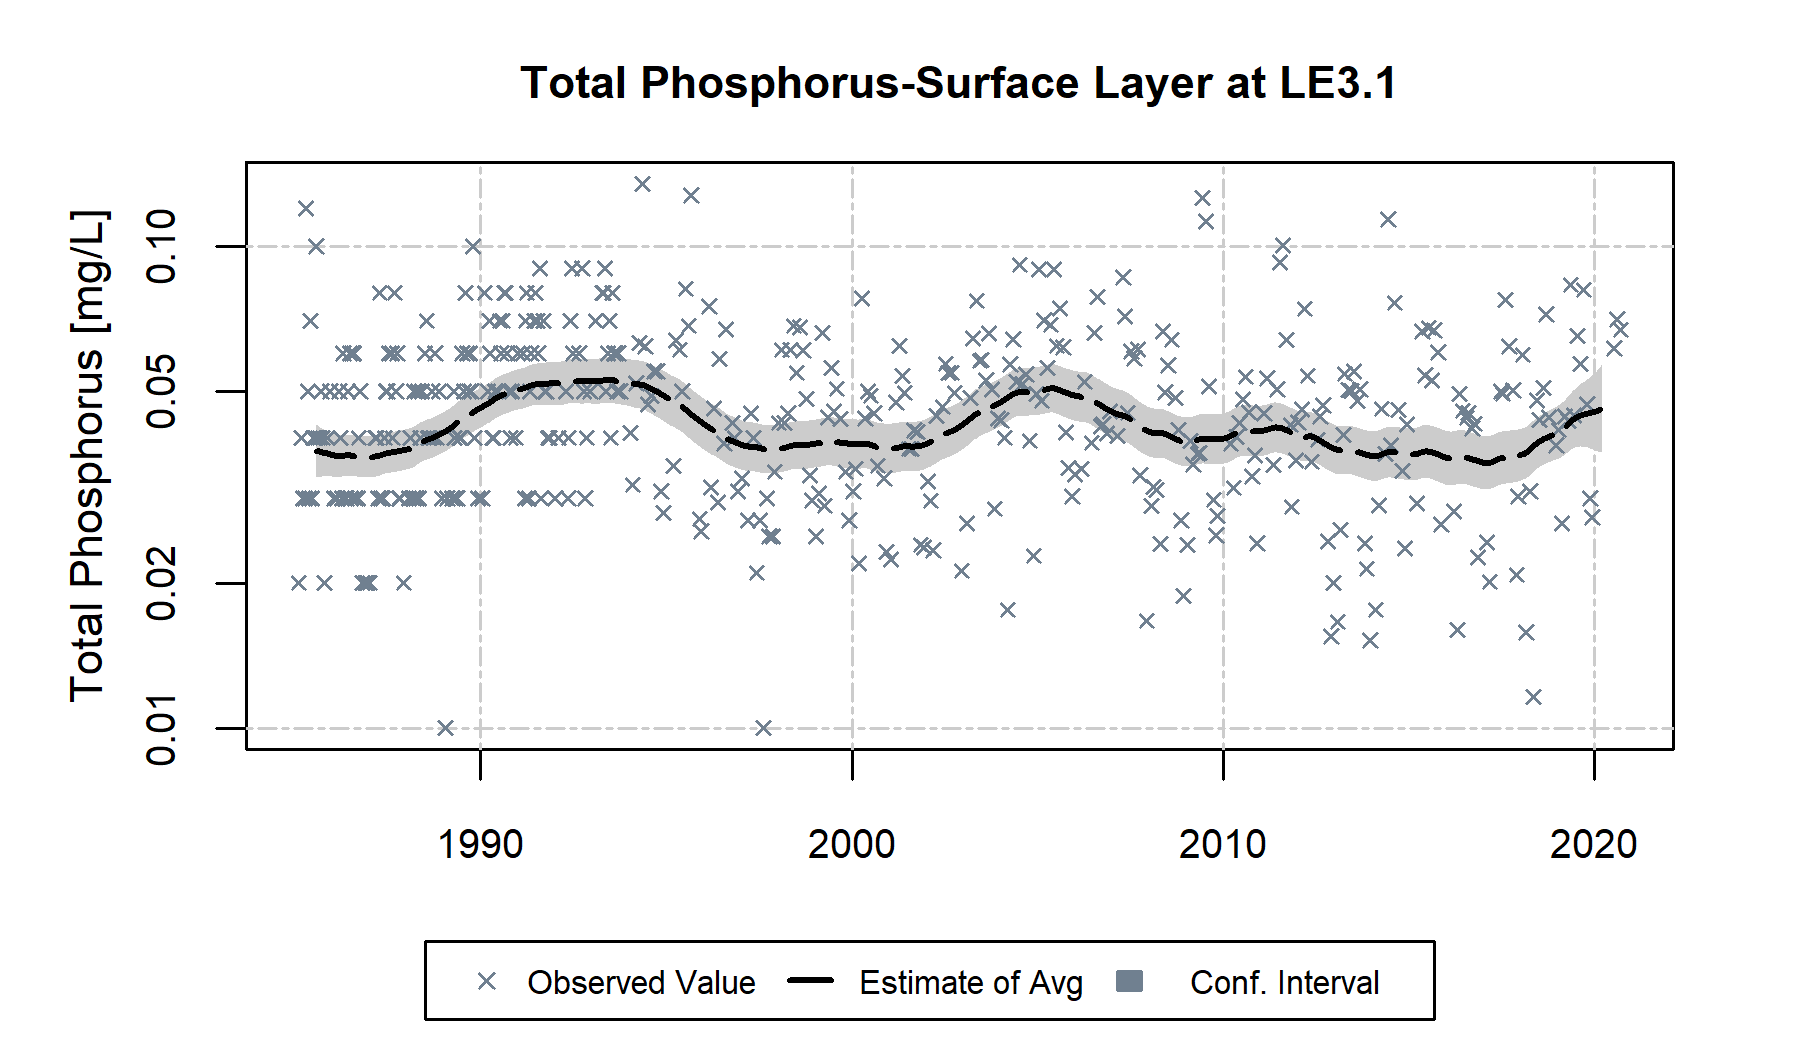 Total Phosphorus-Surface Layer at LE3.1
Total Phosphorus [mg/L]
0.10
0.05
0.02
0.01
1990 2000 2010 2020
Observed Value Estimate of Avg Conf. Interval